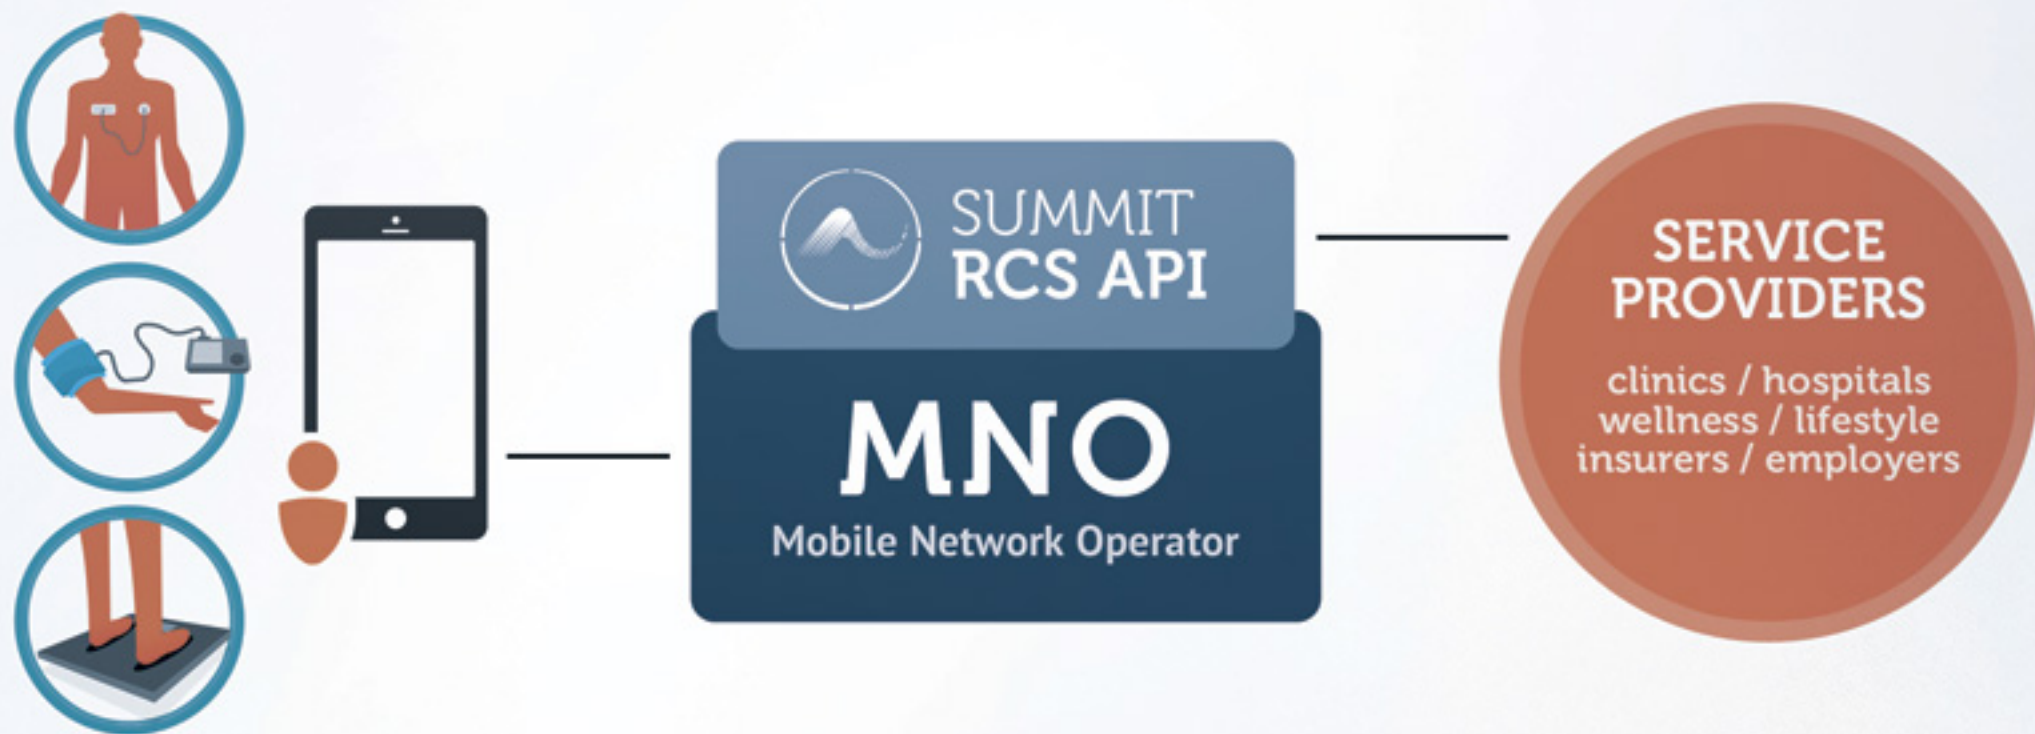 SUMMIT
RCS API
MNO
Mobile Network Operator
SERVICE
PROVIDERS
clinics / hospitals
wellness / lifestyle
insurers / employers